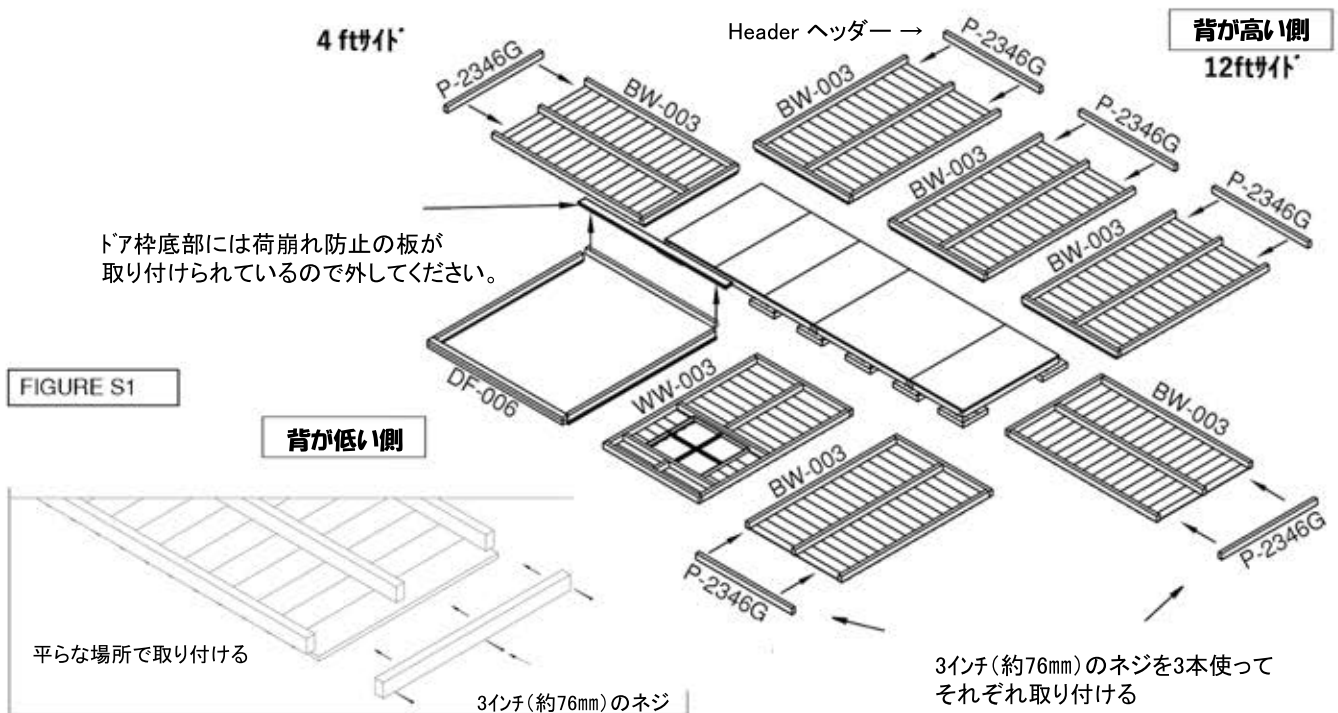 4 ftｻｲﾄﾞ
Header ヘッダー →
背が高い側
12ftｻｲﾄﾞ
P-2346G
BW-003
BW-003
P-2346G
BW-003
P-2346G
BW-003
P-2346G
ﾄﾞｱ枠底部には荷崩れ防止の板が
取り付けられているので外してください。
DF-006
FIGURE S1
背が低い側
WW-003
BW-003
P-2346G
BW-003
P-2346G
平らな場所で取り付ける
3ｲﾝﾁ(約76㎜)のネジ
3ｲﾝﾁ(約76㎜)のネジを3本使って
それぞれ取り付ける